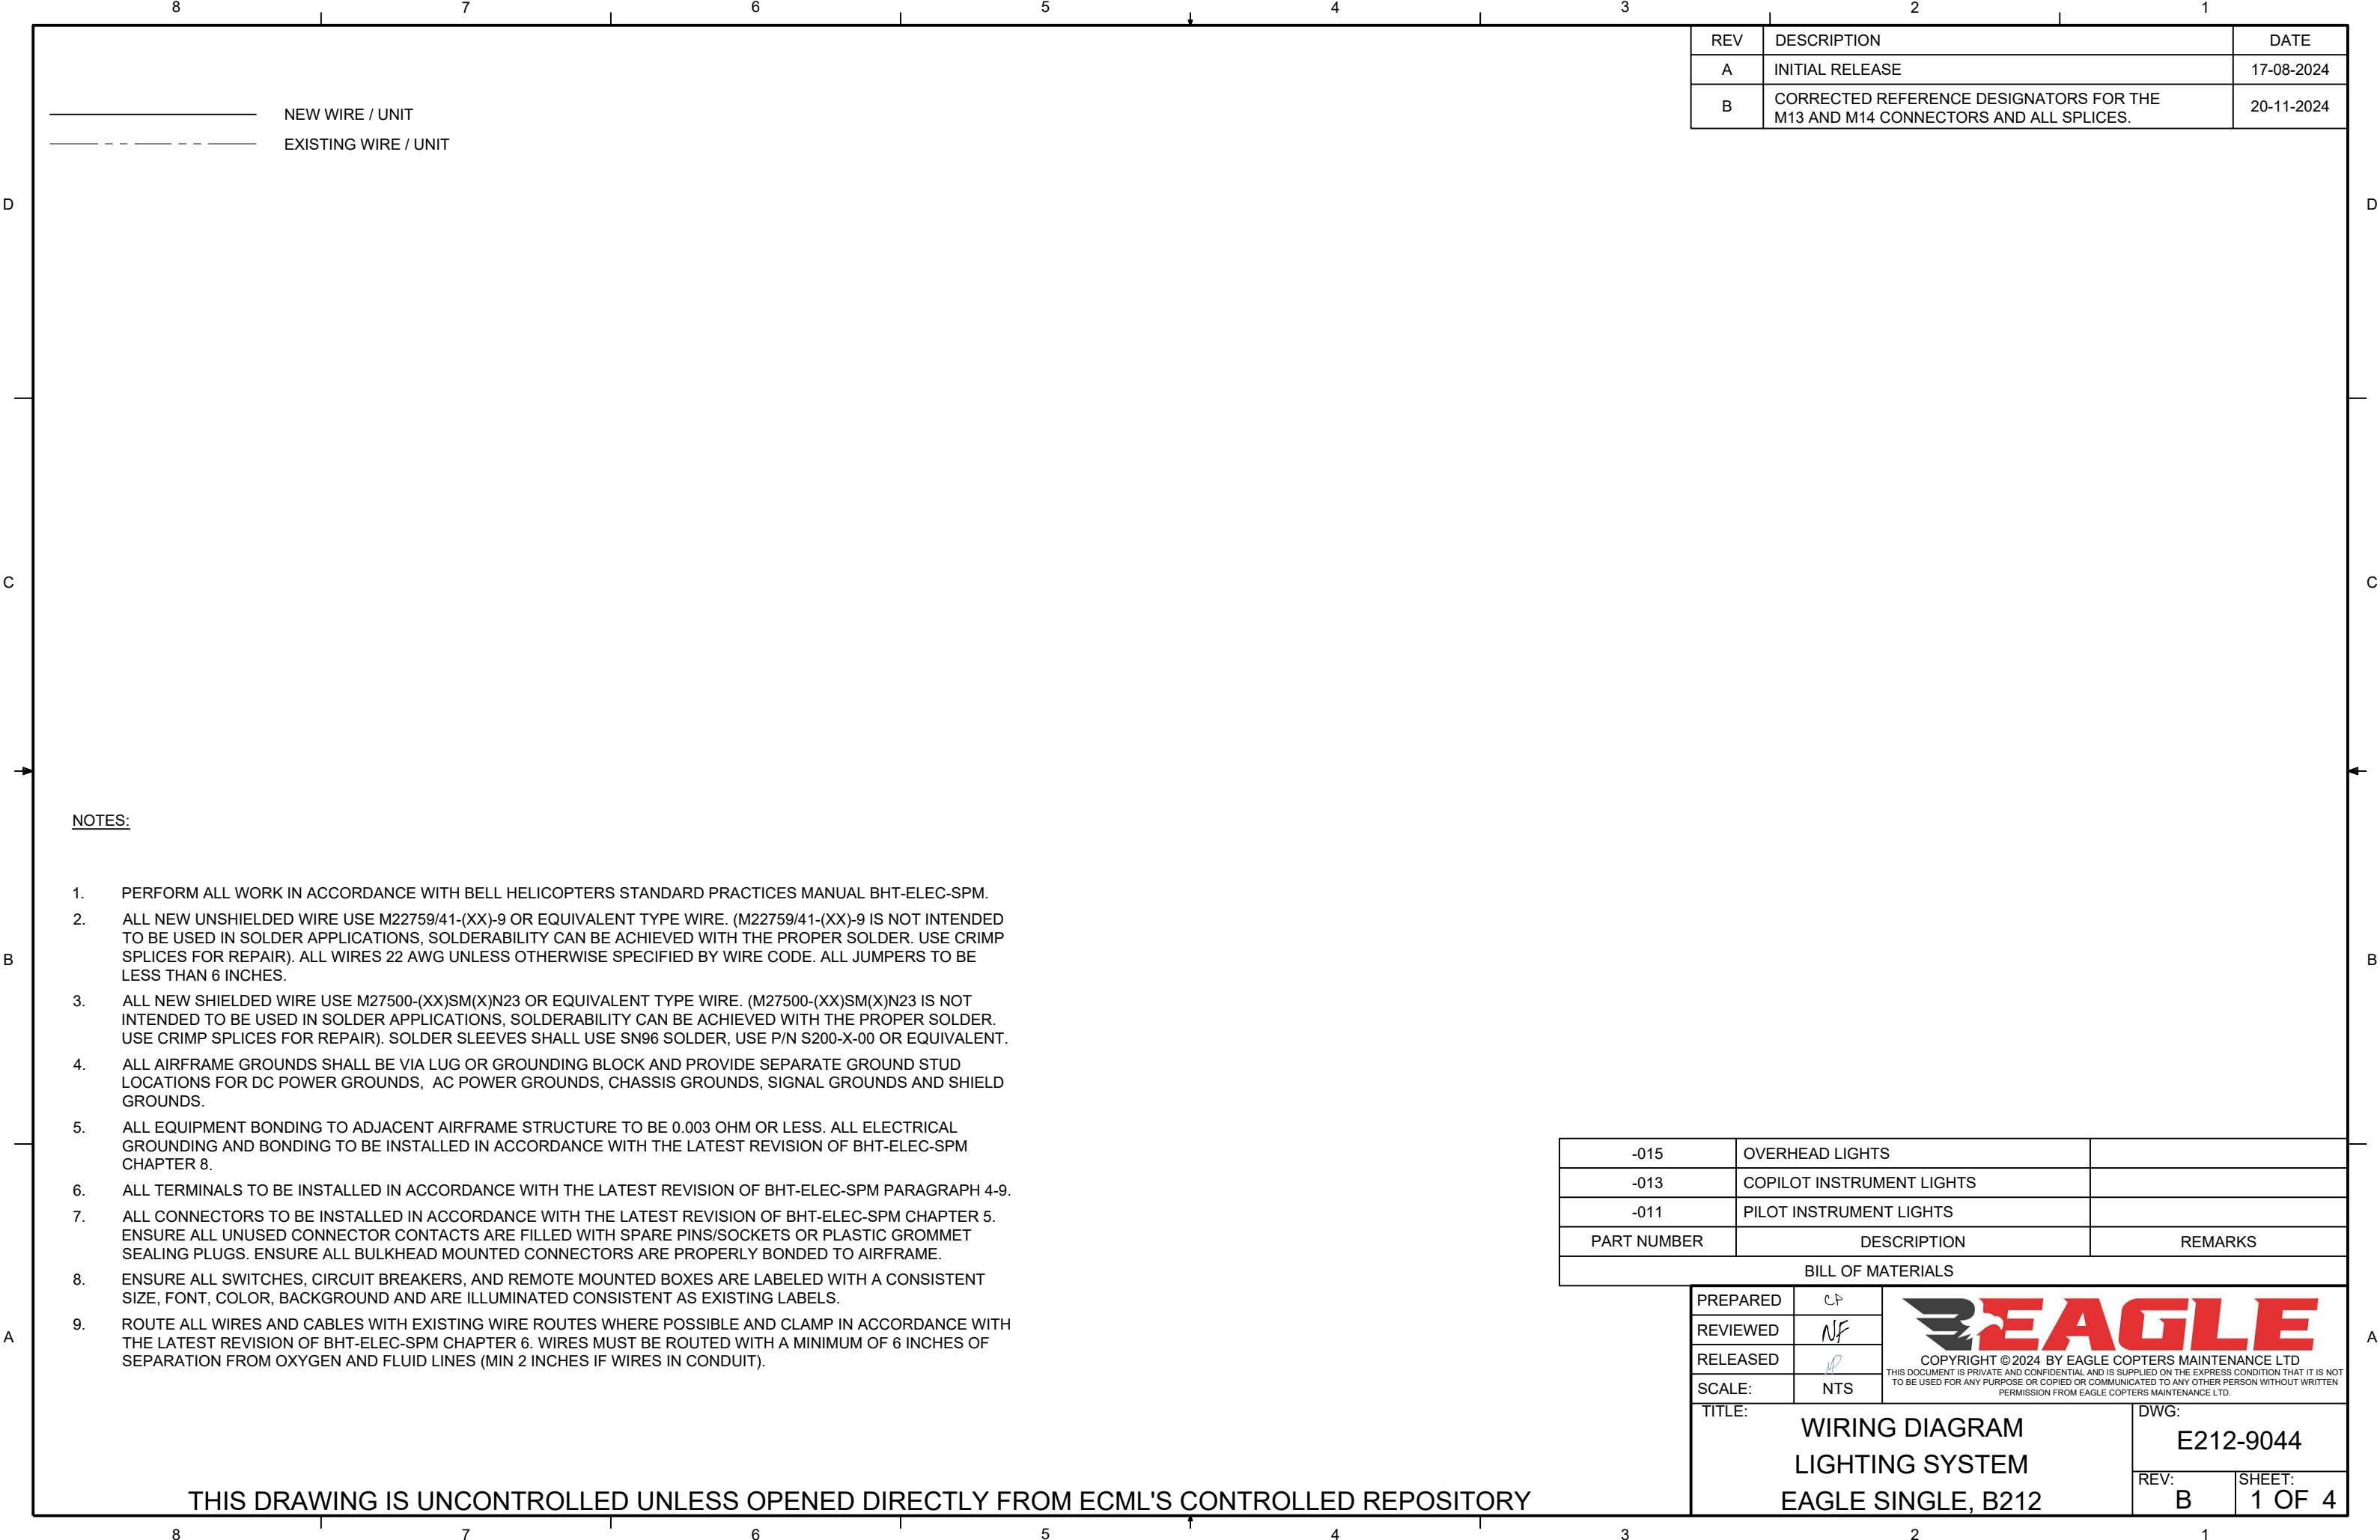 8 7 6 5 4 3 2 1
REV DESCRIPTION DATE
A INITIAL RELEASE 17-08-2024
B CORRECTED REFERENCE DESIGNATORS FOR THE
M13 AND M14 CONNECTORS AND ALL SPLICES. 20-11-2024
NEW WIRE / UNIT
EXISTING WIRE / UNIT
D D
C C
NOTES:
1. PERFORM ALL WORK IN ACCORDANCE WITH BELL HELICOPTERS STANDARD PRACTICES MANUAL BHT-ELEC-SPM.
2. ALL NEW UNSHIELDED WIRE USE M22759/41-(XX)-9 OR EQUIVALENT TYPE WIRE. (M22759/41-(XX)-9 IS NOT INTENDED
TO BE USED IN SOLDER APPLICATIONS, SOLDERABILITY CAN BE ACHIEVED WITH THE PROPER SOLDER. USE CRIMP
SPLICES FOR REPAIR). ALL WIRES 22 AWG UNLESS OTHERWISE SPECIFIED BY WIRE CODE. ALL JUMPERS TO BE
LESS THAN 6 INCHES.
B B
3. ALL NEW SHIELDED WIRE USE M27500-(XX)SM(X)N23 OR EQUIVALENT TYPE WIRE. (M27500-(XX)SM(X)N23 IS NOT
INTENDED TO BE USED IN SOLDER APPLICATIONS, SOLDERABILITY CAN BE ACHIEVED WITH THE PROPER SOLDER.
USE CRIMP SPLICES FOR REPAIR). SOLDER SLEEVES SHALL USE SN96 SOLDER, USE P/N S200-X-00 OR EQUIVALENT.
4. ALL AIRFRAME GROUNDS SHALL BE VIA LUG OR GROUNDING BLOCK AND PROVIDE SEPARATE GROUND STUD
LOCATIONS FOR DC POWER GROUNDS, AC POWER GROUNDS, CHASSIS GROUNDS, SIGNAL GROUNDS AND SHIELD
GROUNDS.
5. ALL EQUIPMENT BONDING TO ADJACENT AIRFRAME STRUCTURE TO BE 0.003 OHM OR LESS. ALL ELECTRICAL
GROUNDING AND BONDING TO BE INSTALLED IN ACCORDANCE WITH THE LATEST REVISION OF BHT-ELEC-SPM
CHAPTER 8.
6. ALL TERMINALS TO BE INSTALLED IN ACCORDANCE WITH THE LATEST REVISION OF BHT-ELEC-SPM PARAGRAPH 4-9.
7. ALL CONNECTORS TO BE INSTALLED IN ACCORDANCE WITH THE LATEST REVISION OF BHT-ELEC-SPM CHAPTER 5.
ENSURE ALL UNUSED CONNECTOR CONTACTS ARE FILLED WITH SPARE PINS/SOCKETS OR PLASTIC GROMMET
SEALING PLUGS. ENSURE ALL BULKHEAD MOUNTED CONNECTORS ARE PROPERLY BONDED TO AIRFRAME.
8. ENSURE ALL SWITCHES, CIRCUIT BREAKERS, AND REMOTE MOUNTED BOXES ARE LABELED WITH A CONSISTENT
SIZE, FONT, COLOR, BACKGROUND AND ARE ILLUMINATED CONSISTENT AS EXISTING LABELS.
9. ROUTE ALL WIRES AND CABLES WITH EXISTING WIRE ROUTES WHERE POSSIBLE AND CLAMP IN ACCORDANCE WITH
THE LATEST REVISION OF BHT-ELEC-SPM CHAPTER 6. WIRES MUST BE ROUTED WITH A MINIMUM OF 6 INCHES OF
SEPARATION FROM OXYGEN AND FLUID LINES (MIN 2 INCHES IF WIRES IN CONDUIT).
-015 OVERHEAD LIGHTS
-013 COPILOT INSTRUMENT LIGHTS
-011 PILOT INSTRUMENT LIGHTS
PART NUMBER DESCRIPTION REMARKS
BILL OF MATERIALS
PREPARED CP
REVIEWED NF
RELEASED
SCALE: NTS
EAGLE
COPYRIGHT © 2024 BY EAGLE COPTERS MAINTENANCE LTD
THIS DOCUMENT IS PRIVATE AND CONFIDENTIAL AND IS SUPPLIED ON THE EXPRESS CONDITION THAT IT IS NOT
TO BE USED FOR ANY PURPOSE OR COPIED OR COMMUNICATED TO ANY OTHER PERSON WITHOUT WRITTEN
PERMISSION FROM EAGLE COPTERS MAINTENANCE LTD.
A A
TITLE:
WIRING DIAGRAM
LIGHTING SYSTEM
EAGLE SINGLE, B212
DWG:
E212-9044
REV: SHEET:
B 1 OF 4
THIS DRAWING IS UNCONTROLLED UNLESS OPENED DIRECTLY FROM ECML'S CONTROLLED REPOSITORY
8 7 6 5 4 3 2 1